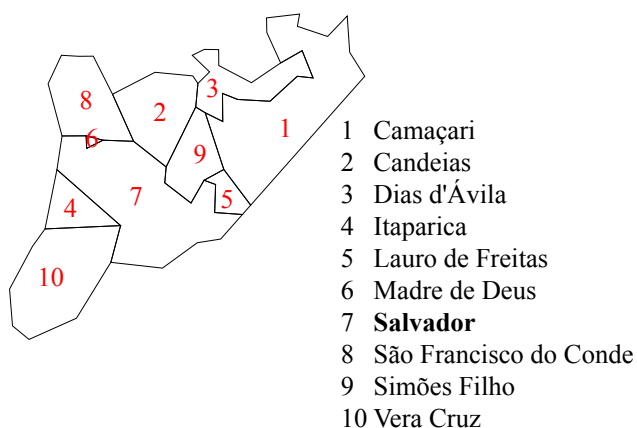 8
2
3
6
1
9
7
5
4
10
1 Camaçari
2 Candeias
3 Dias d'Ávila
4 Itaparica
5 Lauro de Freitas
6 Madre de Deus
7 Salvador
8 São Francisco do Conde
9 Simões Filho
10 Vera Cruz